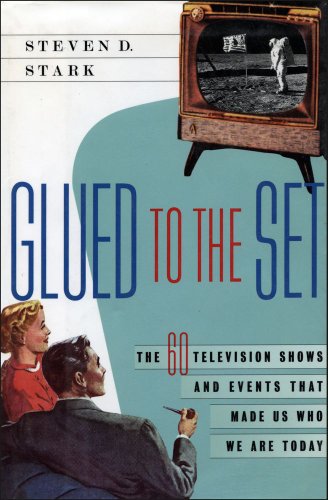 STEVEN D.
STARK
GLUED TO THE SET
THE 60 TELEVISION SHOWS
AND EVENTS THAT
MADE US WHO
WE ARE TODAY